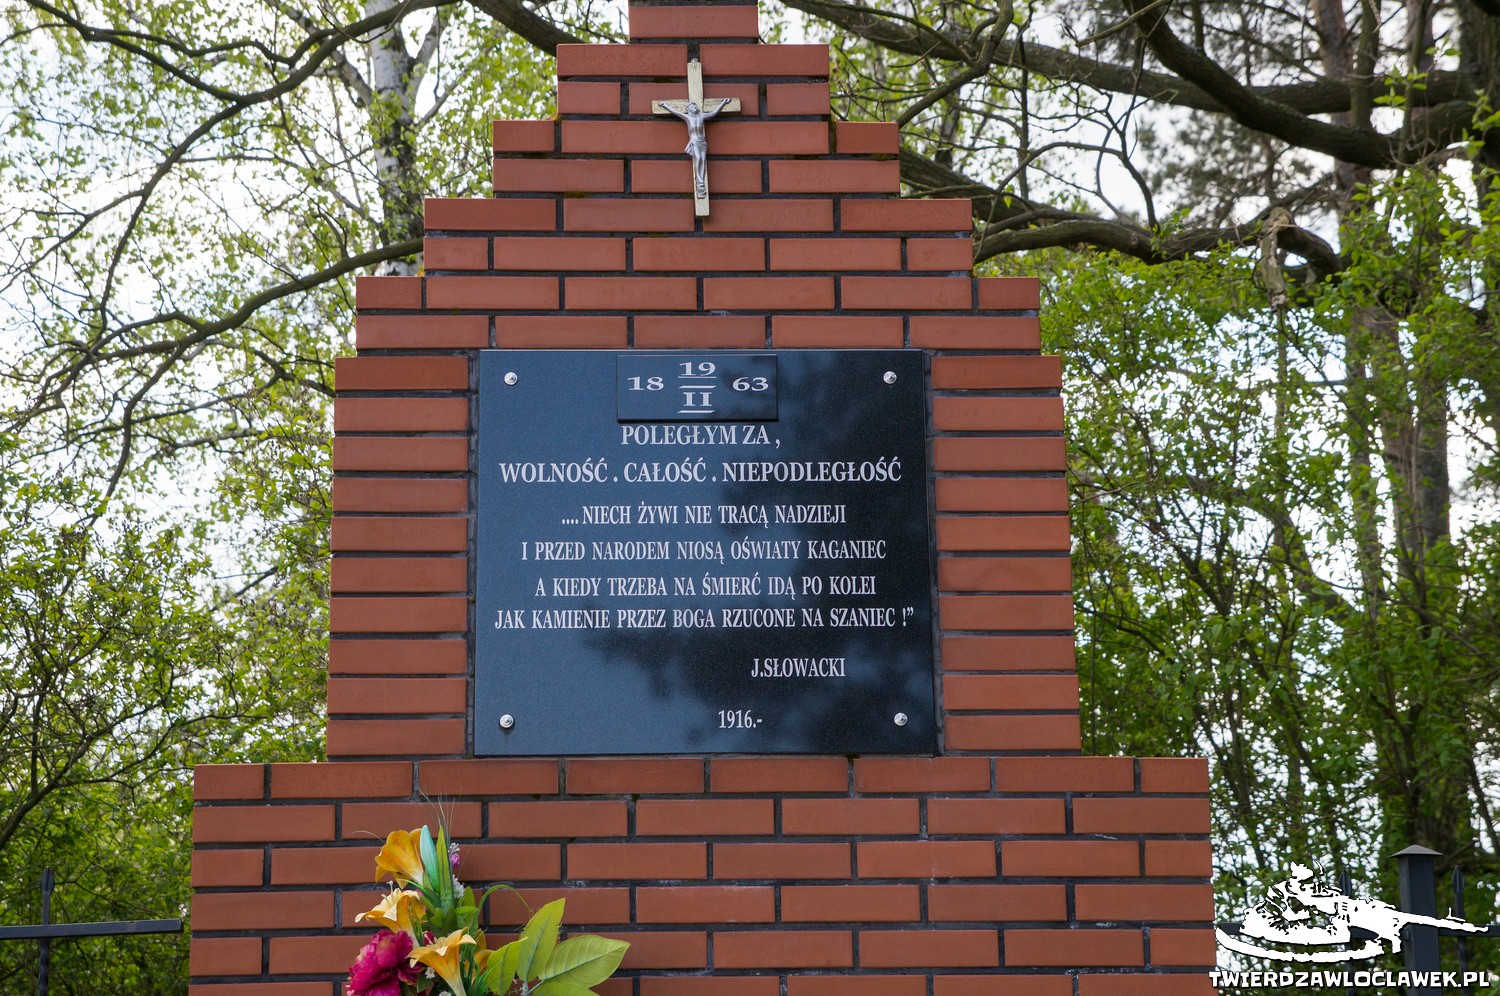 18 19 63
II
POLEGŁYM ZA ,
WOLNOŚĆ . CAŁOŚĆ . NIEPODLEGŁOŚĆ
.... NIECH ŻYWI NIE TRACĄ NADZIEJI
I PRZED NARODEM NIOSĄ OŚWIATY KAGANIEC
A KIEDY TRZEBA NA ŚMIERĆ IDĄ PO KOLEI
JAK KAMIENIE PRZEZ BOGA RZUCONE NA SZANIEC !”
J.SŁOWACKI
1916.-
TWIERDZAWLOCLAWEK.PL